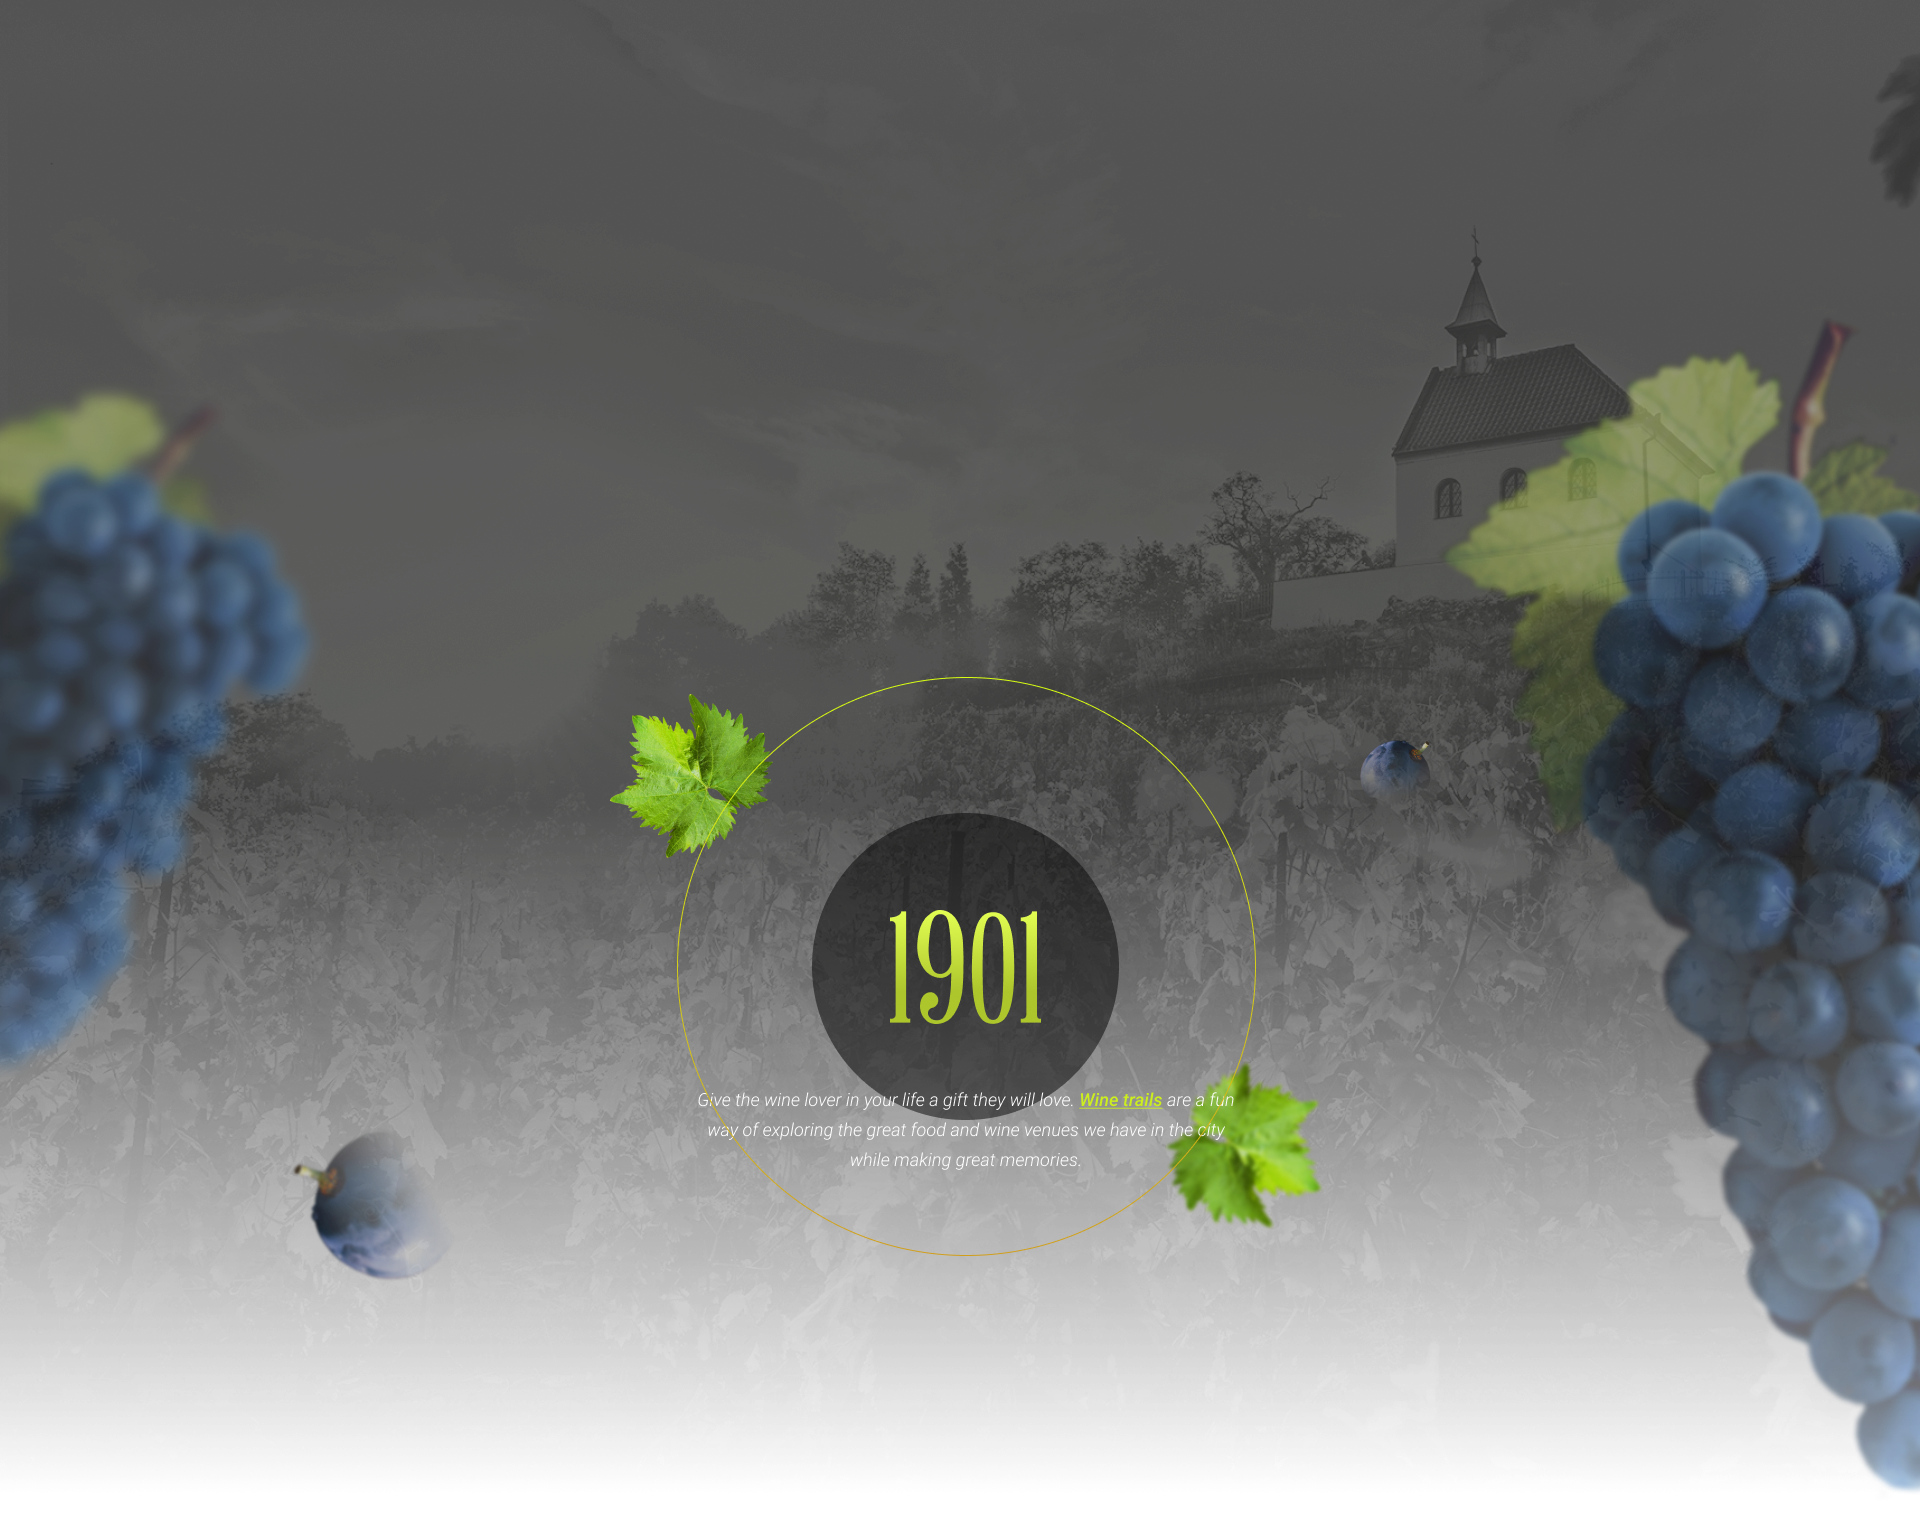 1901
Give the wine lover in your life a gift they will love. Wine trails are a fun
way of exploring the great food and wine venues we have in the city
while making great memories.